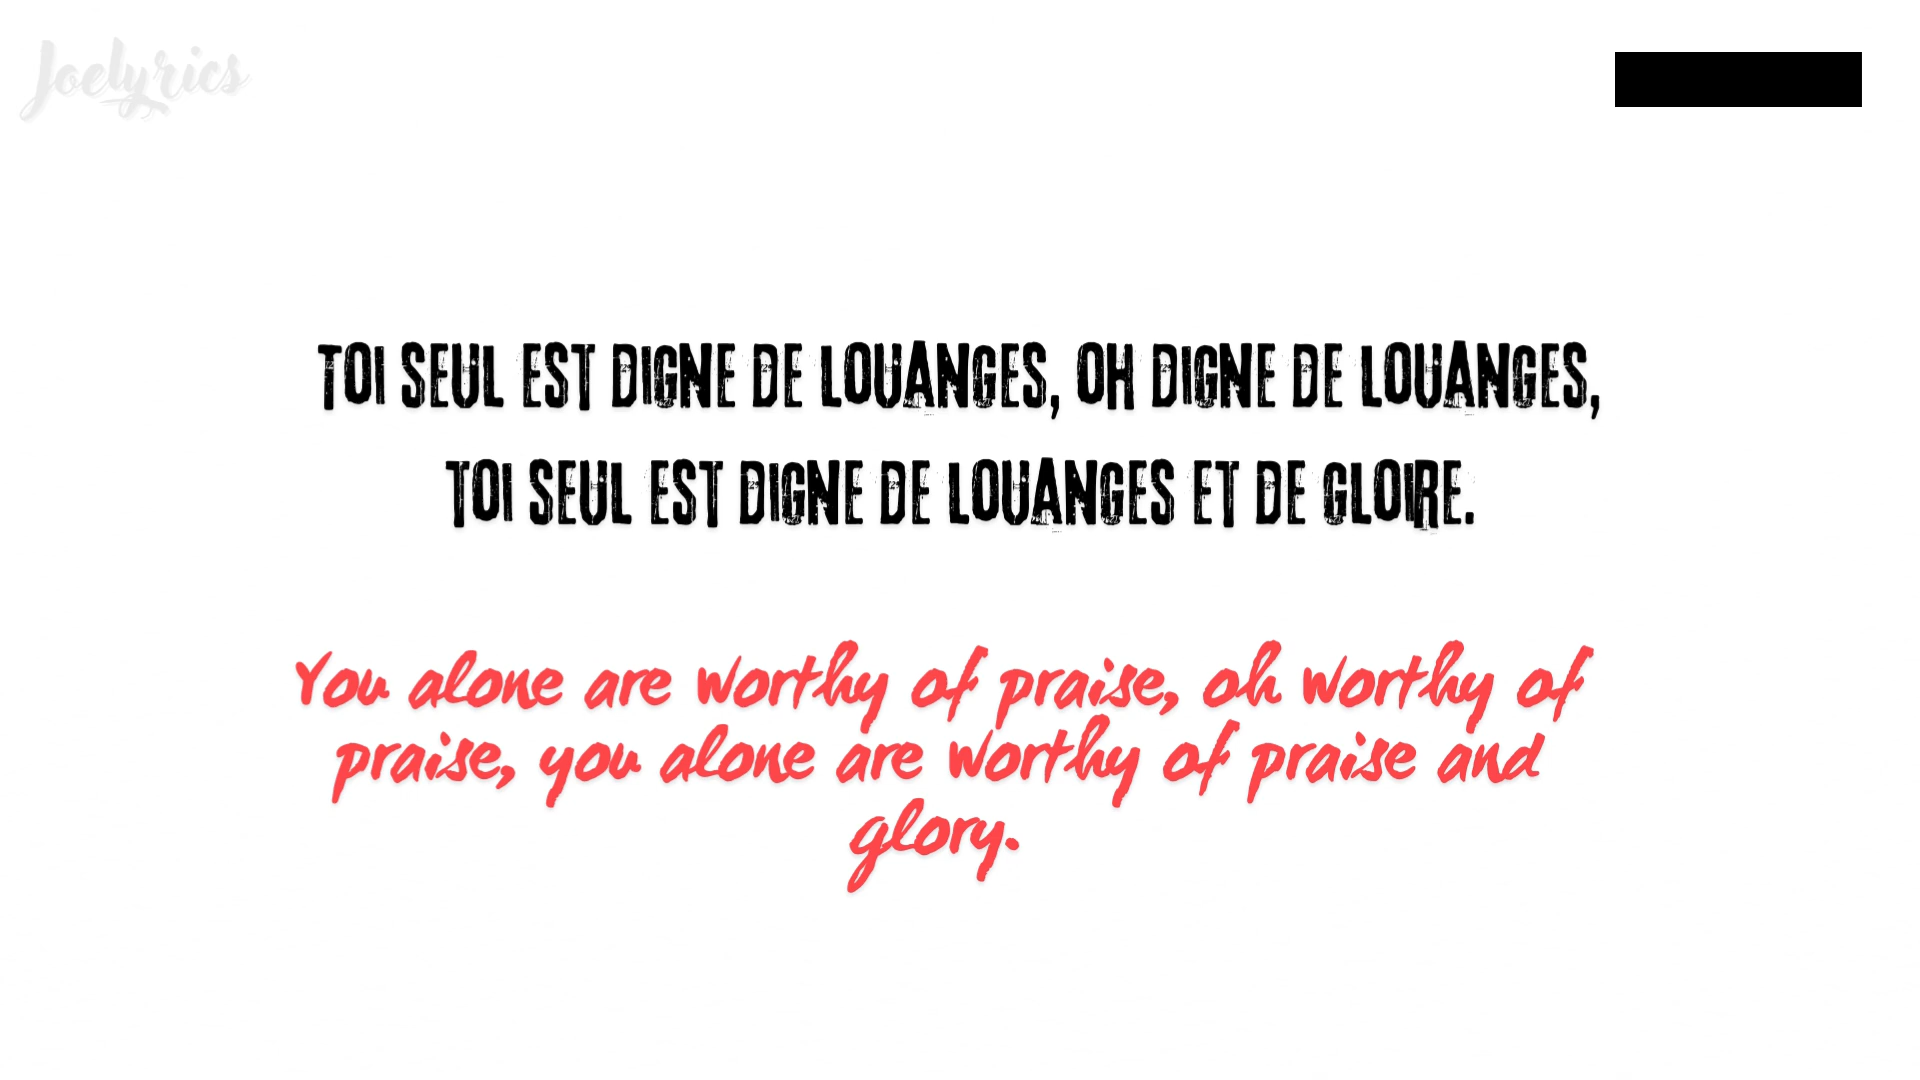 Joelyrics
TOI SEUL EST DIGNE DE LOUANGES, OH DIGNE DE LOUANGES,
TOI SEUL EST DIGNE DE LOUANGES ET DE GLOIRE.
You alone are worthy of praise, oh worthy of
praise, you alone are worthy of praise and
glory.